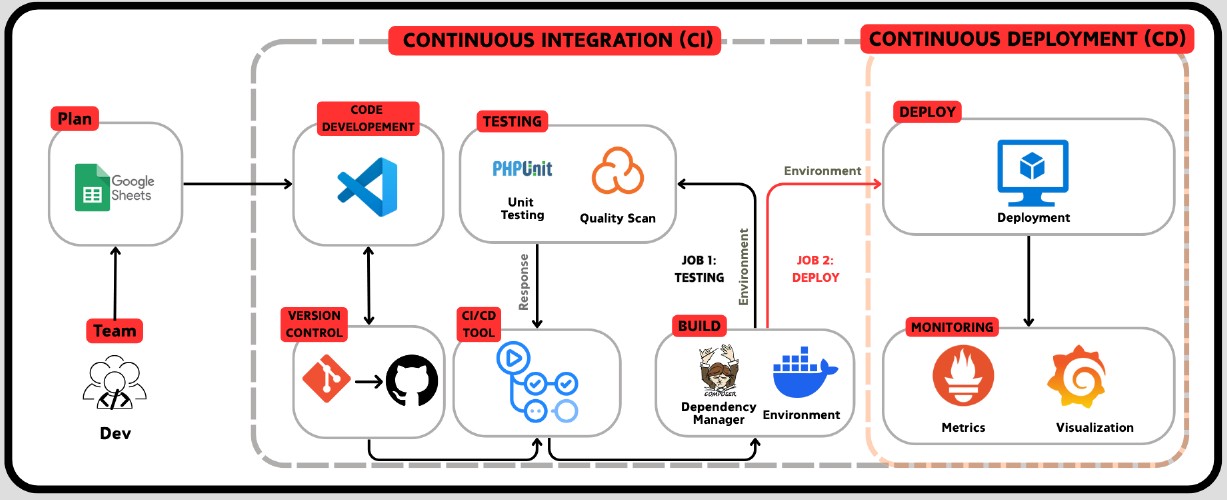 CONTINUOUS INTEGRATION (CI)
CONTINUOUS DEPLOYMENT (CD)
Plan
Google
Sheets
Team
Dev
CODE
DEVELOPEMENT
VERSION
CONTROL
TESTING
PHPUnit
Unit
Testing
Quality Scan
Response
CI/CD
TOOL
JOB 1:
TESTING
Environment
JOB 2:
DEPLOY
Environment
BUILD
COMPOSER
Dependency
Manager
Environment
DEPLOY
Deployment
MONITORING
Metrics
Visualization